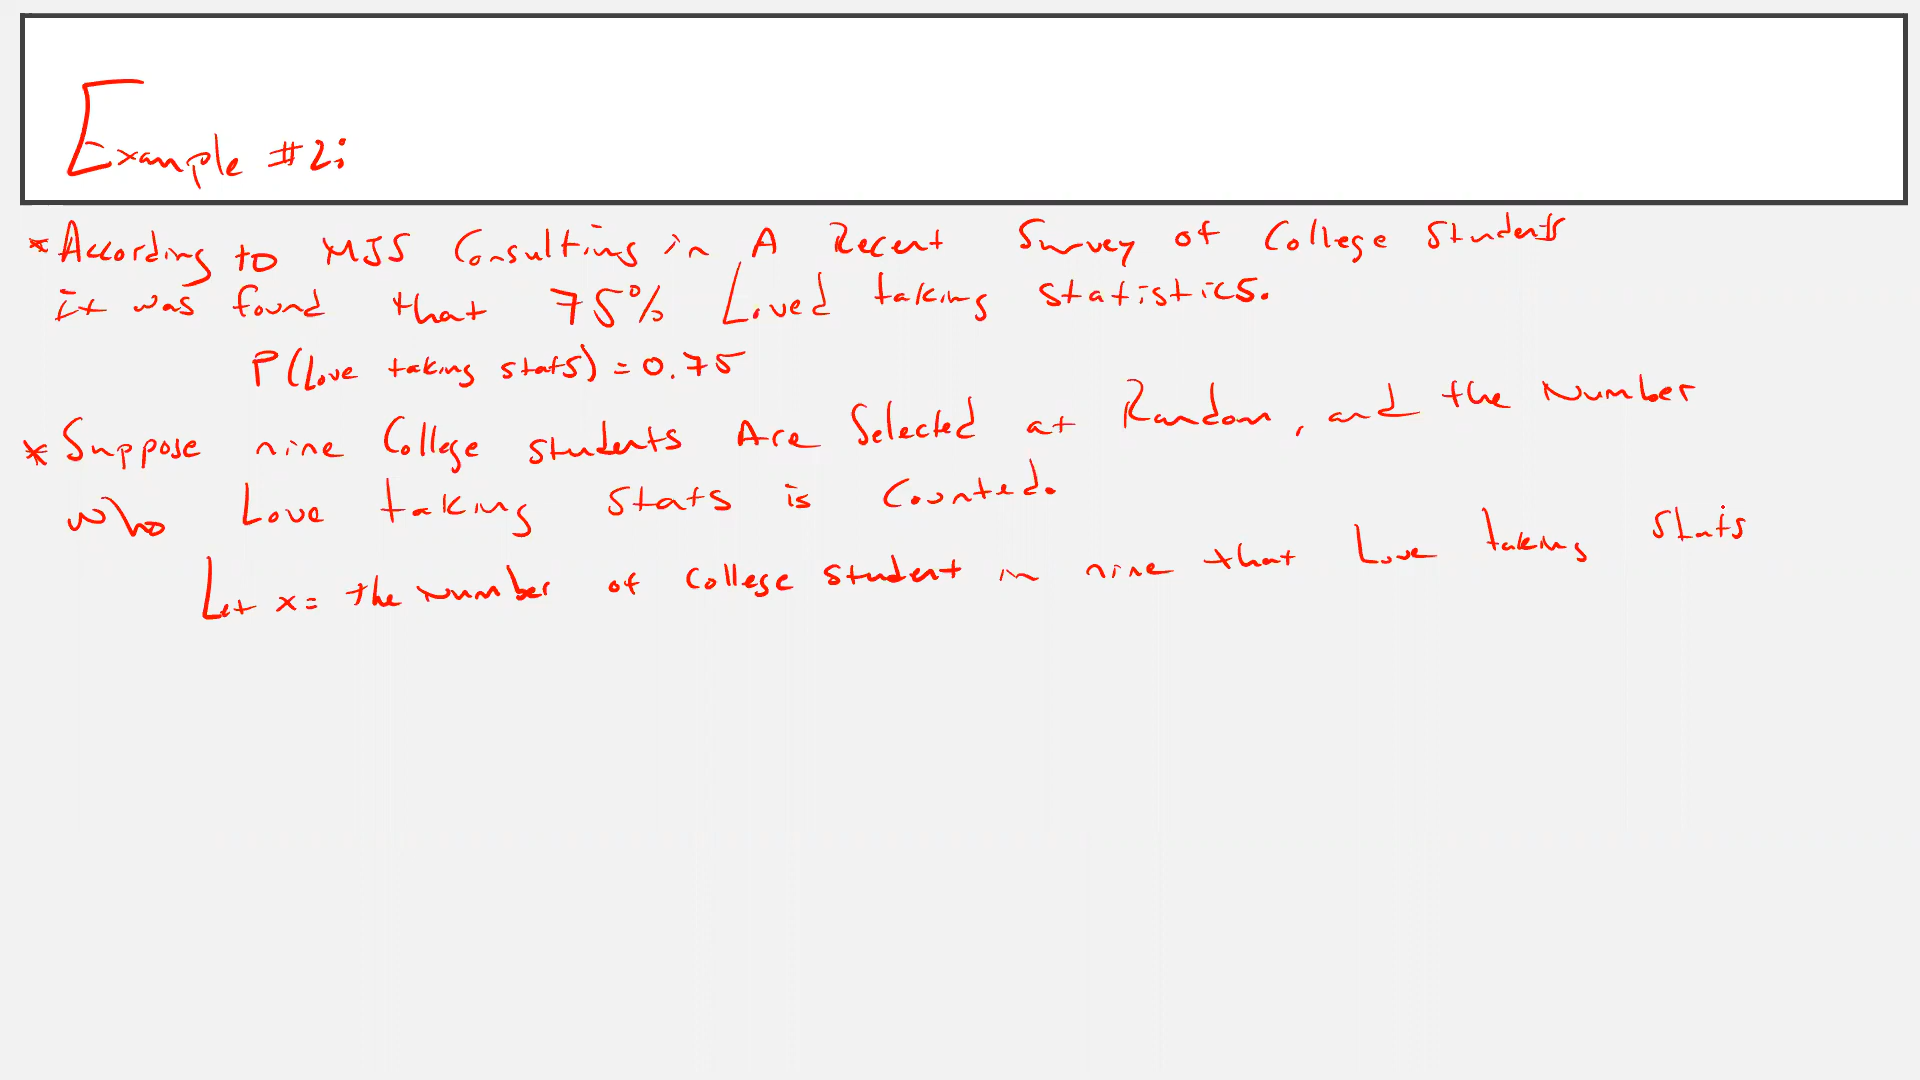 Example #2:
* According to MJS Consulting in A Recent Survey of College Students
it was found that 75% Loved taking statistics.
P(Love taking stats) = 0.75
* Suppose nine College students Are Selected at Random, and the Number
who Love taking stats is Counted.
Let x = the Number of College student in nine that Love taking stats